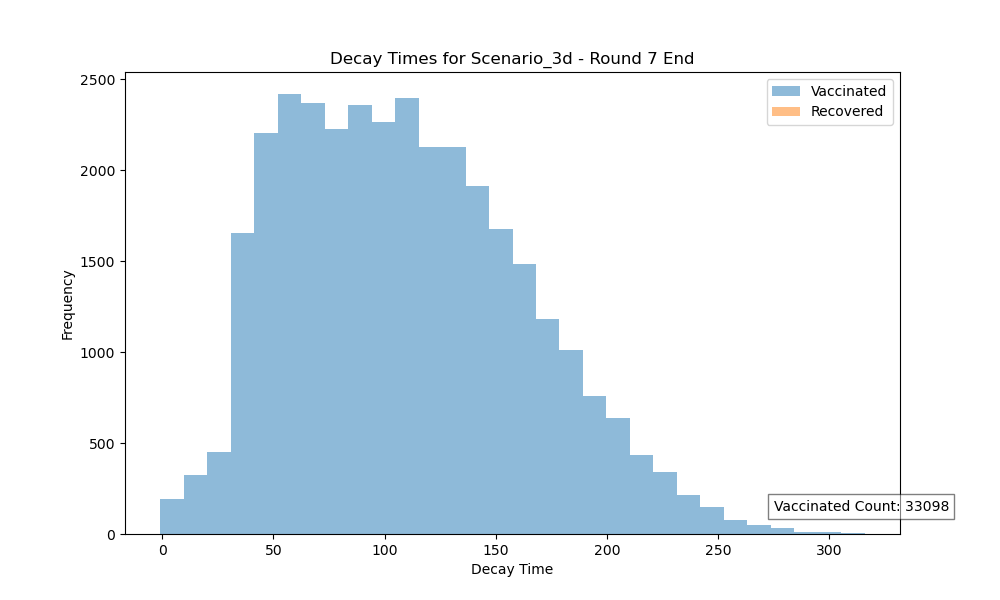 Decay Times for Scenario_3d - Round 7 End
Vaccinated
Recovered
Frequency
2500
2000
1500
1000
500
0
Vaccinated Count: 33098
0 50 100 150 200 250 300
Decay Time